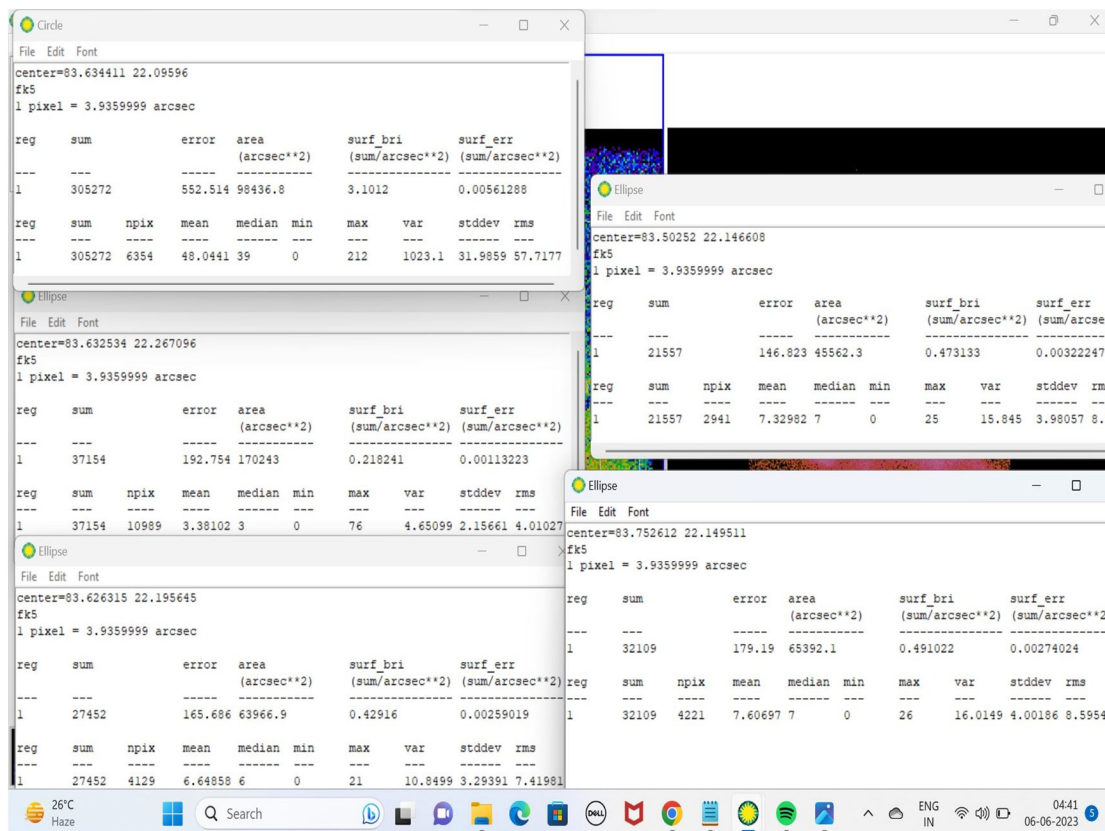 Circle
File Edit Font
center=83.634411 22.09596
fk5
1 pixel = 3.9359999 arcsec
reg sum error area surf_bri surf_err
(arcsec**2) (sum/arcsec**2) (sum/arcsec**2)
--- --- ----- ----------- --------------- ---------------
1 305272 552.514 98436.8 3.1012 0.00561288
reg sum npix mean median min max var stddev rms
--- --- ---- ---- ------ --- --- --- ------ ---
1 305272 6354 48.0441 39 0 212 1023.1 31.9859 57.7177
Ellipse
File Edit Font
center=83.632534 22.267096
fk5
1 pixel = 3.9359999 arcsec
reg sum error area surf_bri surf_err
(arcsec**2) (sum/arcsec**2) (sum/arcsec**2)
--- --- ----- ----------- --------------- ---------------
1 37154 192.754 170243 0.218241 0.00113223
reg sum npix mean median min max var stddev rms
--- --- ---- ---- ------ --- --- --- ------ ---
1 37154 10989 3.38102 3 0 76 4.65099 2.15661 4.01027
Ellipse
File Edit Font
center=83.626315 22.195645
fk5
1 pixel = 3.9359999 arcsec
reg sum error area surf_bri surf_err
(arcsec**2) (sum/arcsec**2) (sum/arcsec**2)
--- --- ----- ----------- --------------- ---------------
1 27452 165.686 63966.9 0.42916 0.00259019
reg sum npix mean median min max var stddev rms
--- --- ---- ---- ------ --- --- --- ------ ---
1 27452 4129 6.64858 6 0 21 10.8499 3.29391 7.41981
Ellipse
File Edit Font
center=83.50252 22.146608
fk5
1 pixel = 3.9359999 arcsec
reg sum error area surf_bri surf_err
(arcsec**2) (sum/arcsec**2) (sum/arcse
--- --- ----- ----------- --------------- ----------
1 21557 146.823 45562.3 0.473133 0.00322247
reg sum npix mean median min max var stddev rm
--- --- ---- ---- ------ --- --- --- ------ --
1 21557 2941 7.32982 7 0 25 15.845 3.98057 8.
Ellipse
File Edit Font
center=83.752612 22.149511
fk5
1 pixel = 3.9359999 arcsec
reg sum error area surf_bri surf_err
(arcsec**2) (sum/arcsec**2) (sum/arcsec**2
--- --- ----- ----------- --------------- --------------
1 32109 179.19 65392.1 0.491022 0.00274024
reg sum npix mean median min max var stddev rms
--- --- ---- ---- ------ --- --- --- ------ ---
1 32109 4221 7.60697 7 0 26 16.0149 4.00186 8.5954
26°C
Haze
Search
DELL
ENG
IN
04:41
06-06-2023
5